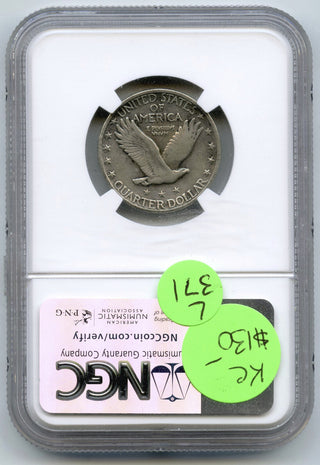 UNITED STATES
OF
AMERICA
E PLURIBUS
UNUM
QUARTER DOLLAR
L
371
KC-
$130
NGC
Numismatic Guaranty Company
NGCcoin.com/verify
AMERICAN
NUMISMATIC
ASSOCIATION
PNG